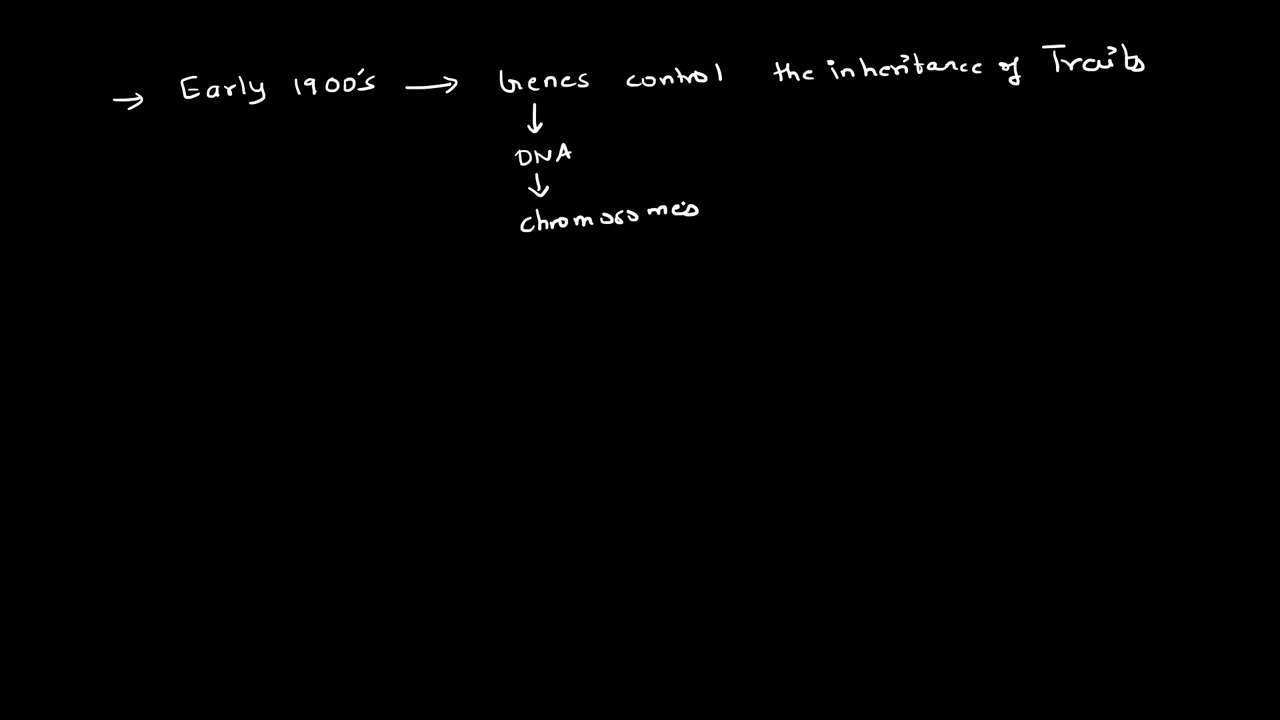 → Early 1900's → Genes control the inheritance of Traits
↓
DNA
↓
chromosomes